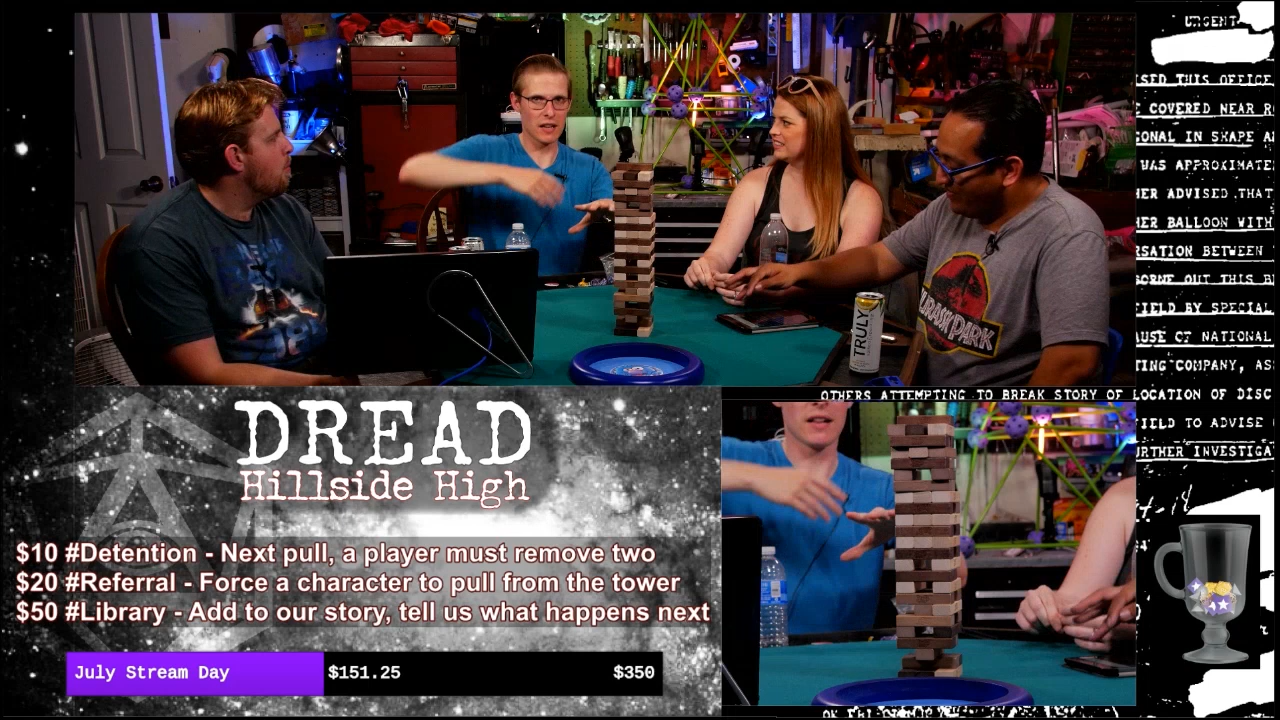 URGENT
SED THIS OFFICE
COVERED NEAR
ONAL IN SHAPE
WAS APPROXIMATE
HER ADVISED THAT
HER BALLOON WITH
RSATION BETWEEN
BORNE OUT THIS
FIELD BY SPECIAL
AUSE OF NATIONAL
TING COMPANY, AS
OTHERS ATTEMPTING TO BREAK STORY OF LOCATION OF DISC
IELD TO ADVISE
URTHER INVESTIGA
JURASSIC PARK
TRULY
DREAD
Hillside High
$10 #Detention - Next pull, a player must remove two
$20 #Referral - Force a character to pull from the tower
$50 #Library - Add to our story, tell us what happens next
July Stream Day $151.25 $350